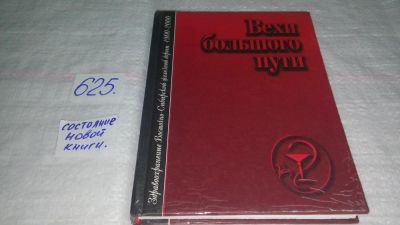 625.
состояние
новой
книги.
Вехи
большого
пути
Здравоохранение Восточно-Сибирской железной дороги 1900-2000